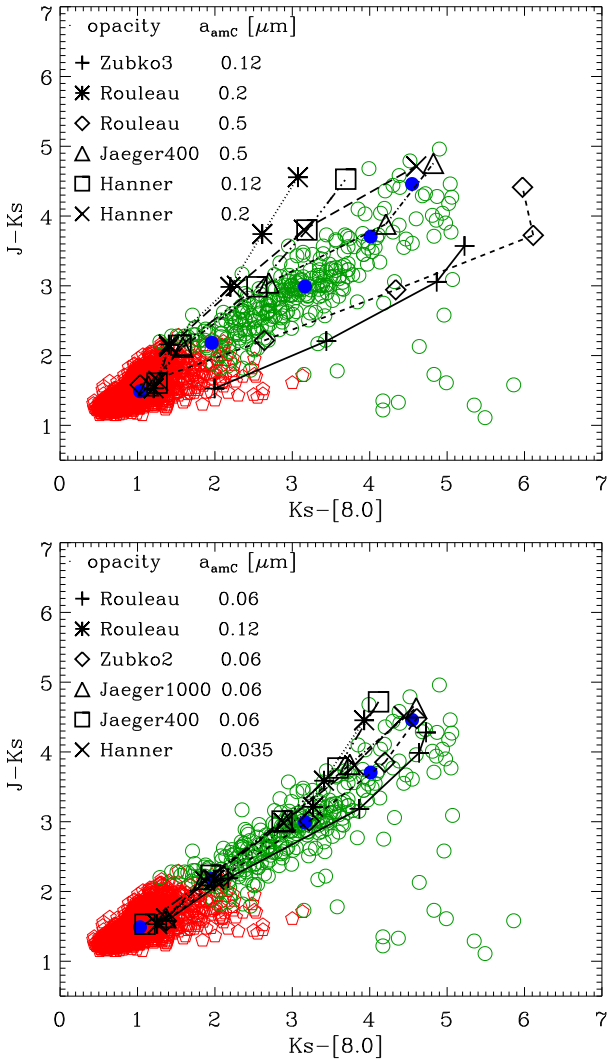 7
6
5
4
3
2
1
J-Ks
opacity a_amC [μm]
Zubko3 0.12
Rouleau 0.2
Rouleau 0.5
Jaeger400 0.5
Hanner 0.12
Hanner 0.2
0 1 2 3 4 5 6 7
Ks-[8.0]
7
6
5
4
3
2
1
J-Ks
opacity a_amC [μm]
Rouleau 0.06
Rouleau 0.12
Zubko2 0.06
Jaeger1000 0.06
Jaeger400 0.06
Hanner 0.035
0 1 2 3 4 5 6 7
Ks-[8.0]